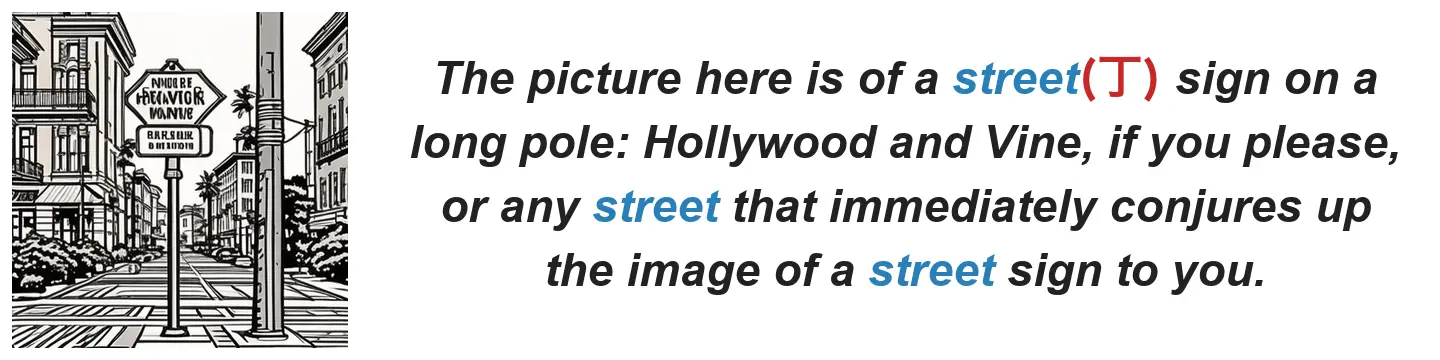 The picture here is of a street(丁) sign on a
long pole: Hollywood and Vine, if you please,
or any street that immediately conjures up
the image of a street sign to you.